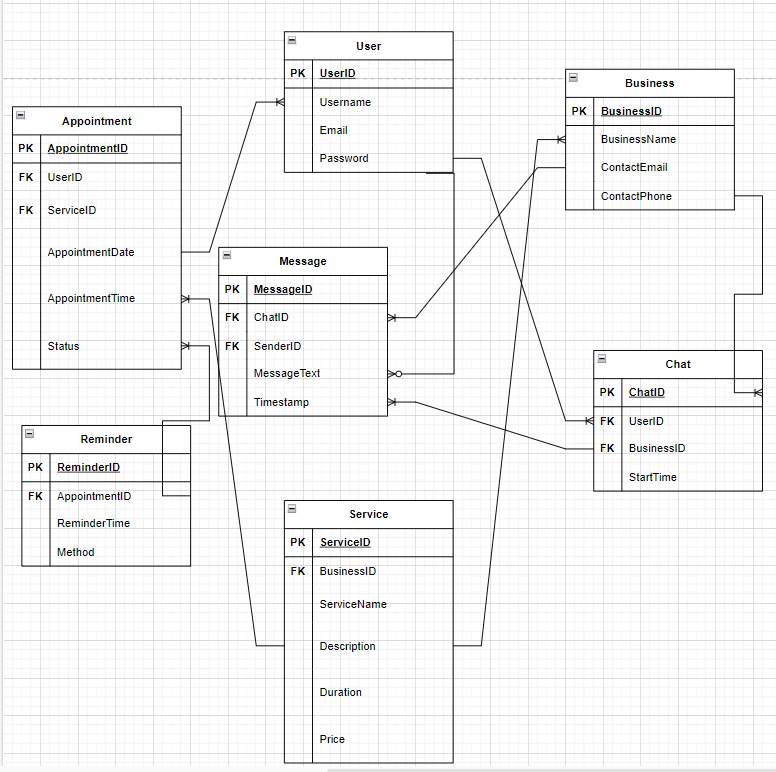 User
PK UserID
Username
Email
Password
Business
PK BusinessID
BusinessName
ContactEmail
ContactPhone
Appointment
PK AppointmentID
FK UserID
FK ServiceID
AppointmentDate
AppointmentTime
Status
Message
PK MessageID
FK ChatID
FK SenderID
MessageText
Timestamp
Chat
PK ChatID
FK UserID
FK BusinessID
StartTime
Reminder
PK ReminderID
FK AppointmentID
ReminderTime
Method
Service
PK ServiceID
FK BusinessID
ServiceName
Description
Duration
Price